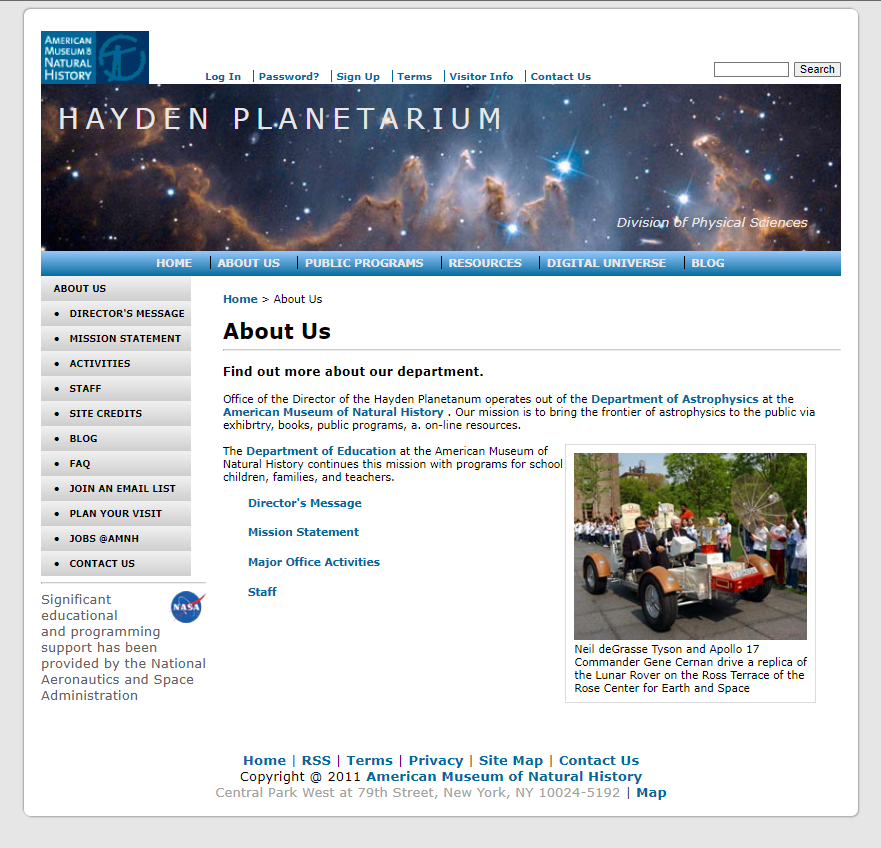 AMERICAN
MUSEUM OF
NATURAL
HISTORY
Log In | Password? | Sign Up | Terms | Visitor Info | Contact Us
Search
HAYDEN PLANETARIUM
Division of Physical Sciences
HOME | ABOUT US | PUBLIC PROGRAMS | RESOURCES | DIGITAL UNIVERSE | BLOG
ABOUT US
• DIRECTOR'S MESSAGE
• MISSION STATEMENT
• ACTIVITIES
• STAFF
• SITE CREDITS
• BLOG
• FAQ
• JOIN AN EMAIL LIST
• PLAN YOUR VISIT
• JOBS @AMNH
• CONTACT US
NASA
Significant
educational
and programming
support has been
provided by the National
Aeronautics and Space
Administration
Home > About Us
About Us
Find out more about our department.
Office of the Director of the Hayden Planetanum operates out of the Department of Astrophysics at the
American Museum of Natural History . Our mission is to bring the frontier of astrophysics to the public via
exhibrtry, books, public programs, a. on-line resources.
The Department of Education at the American Museum of
Natural History continues this mission with programs for school
children, families, and teachers.
Director's Message
Mission Statement
Major Office Activities
Staff
Neil deGrasse Tyson and Apollo 17
Commander Gene Cernan drive a replica of
the Lunar Rover on the Ross Terrace of the
Rose Center for Earth and Space
Home | RSS | Terms | Privacy | Site Map | Contact Us
Copyright @ 2011 American Museum of Natural History
Central Park West at 79th Street, New York, NY 10024-5192 | Map